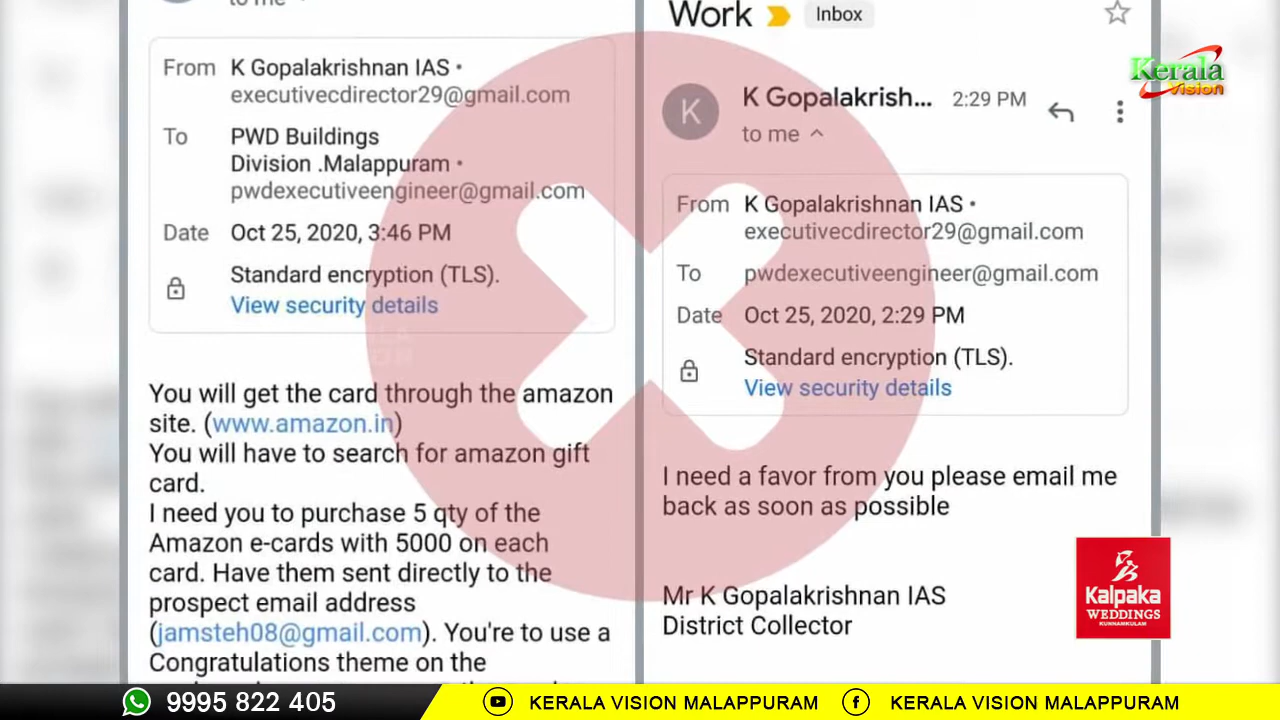 to me ^
From K Gopalakrishnan IAS •
executivecdirector29@gmail.com
To PWD Buildings
Division .Malappuram •
pwdexecutiveengineer@gmail.com
Date Oct 25, 2020, 3:46 PM
Standard encryption (TLS).
View security details
You will get the card through the amazon
site. (www.amazon.in)
You will have to search for amazon gift
card.
I need you to purchase 5 qty of the
Amazon e-cards with 5000 on each
card. Have them sent directly to the
prospect email address
(jamsteh08@gmail.com). You're to use a
Congratulations theme on the
Work Inbox
K
K Gopalakrish... 2:29 PM
to me
From K Gopalakrishnan IAS •
executivecdirector29@gmail.com
To pwdexecutiveengineer@gmail.com
Date Oct 25, 2020, 2:29 PM
Standard encryption (TLS).
View security details
I need a favor from you please email me
back as soon as possible
Mr K Gopalakrishnan IAS
District Collector
Kerala
Vision
Kalpaka
WEDDINGS
KUNNAMKULAM
9995 822 405
KERALA VISION MALAPPURAM
KERALA VISION MALAPPURAM